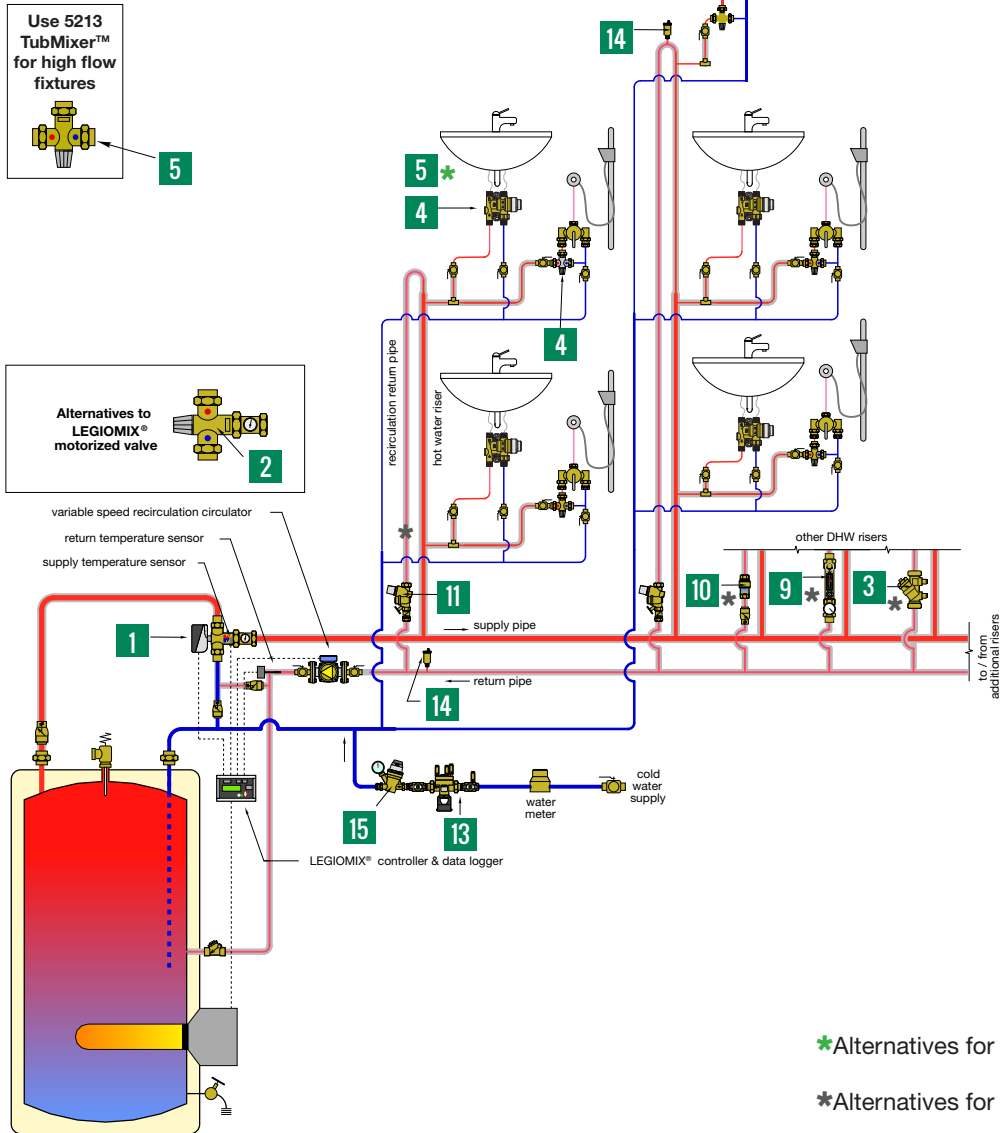 Use 5213
TubMixer™
for high flow
fixtures
5
14
5 *
4
4
recirculation return pipe
hot water riser
Alternatives to
LEGIOMIX®
motorized valve
2
variable speed recirculation circulator
return temperature sensor
supply temperature sensor
*
other DHW risers
11
10
*
9
*
3
*
1
supply pipe
return pipe
14
to / from
additional risers
15
13
water
meter
cold
water
supply
LEGIOMIX® controller & data logger
*Alternatives for
*Alternatives for